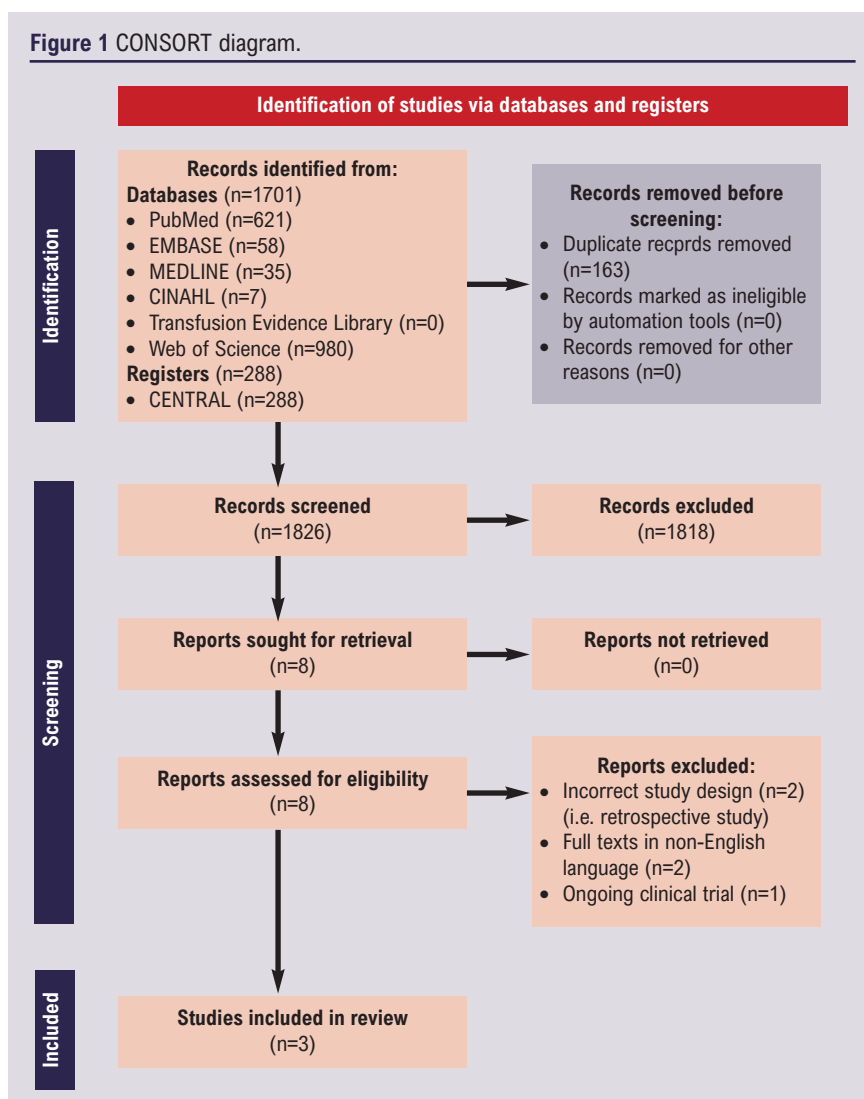 Figure 1 CONSORT diagram.
Identification of studies via databases and registers
Identification
Records identified from:
Databases (n=1701)
• PubMed (n=621)
• EMBASE (n=58)
• MEDLINE (n=35)
• CINAHL (n=7)
• Transfusion Evidence Library (n=0)
• Web of Science (n=980)
Registers (n=288)
• CENTRAL (n=288)
Records removed before
screening:
• Duplicate recprds removed
(n=163)
• Records marked as ineligible
by automation tools (n=0)
• Records removed for other
reasons (n=0)
Screening
Records screened
(n=1826)
Records excluded
(n=1818)
Reports sought for retrieval
(n=8)
Reports not retrieved
(n=0)
Reports assessed for eligibility
(n=8)
Reports excluded:
• Incorrect study design (n=2)
(i.e. retrospective study)
• Full texts in non-English
language (n=2)
• Ongoing clinical trial (n=1)
Included
Studies included in review
(n=3)